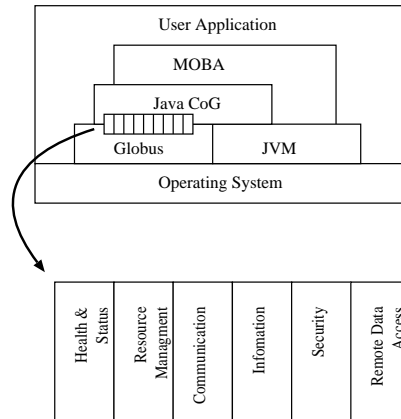 User Application
MOBA
Java CoG
Globus
JVM
Operating System
Health &
Status
Resource
Managment
Communication
Infomation
Security
Remote Data
Access